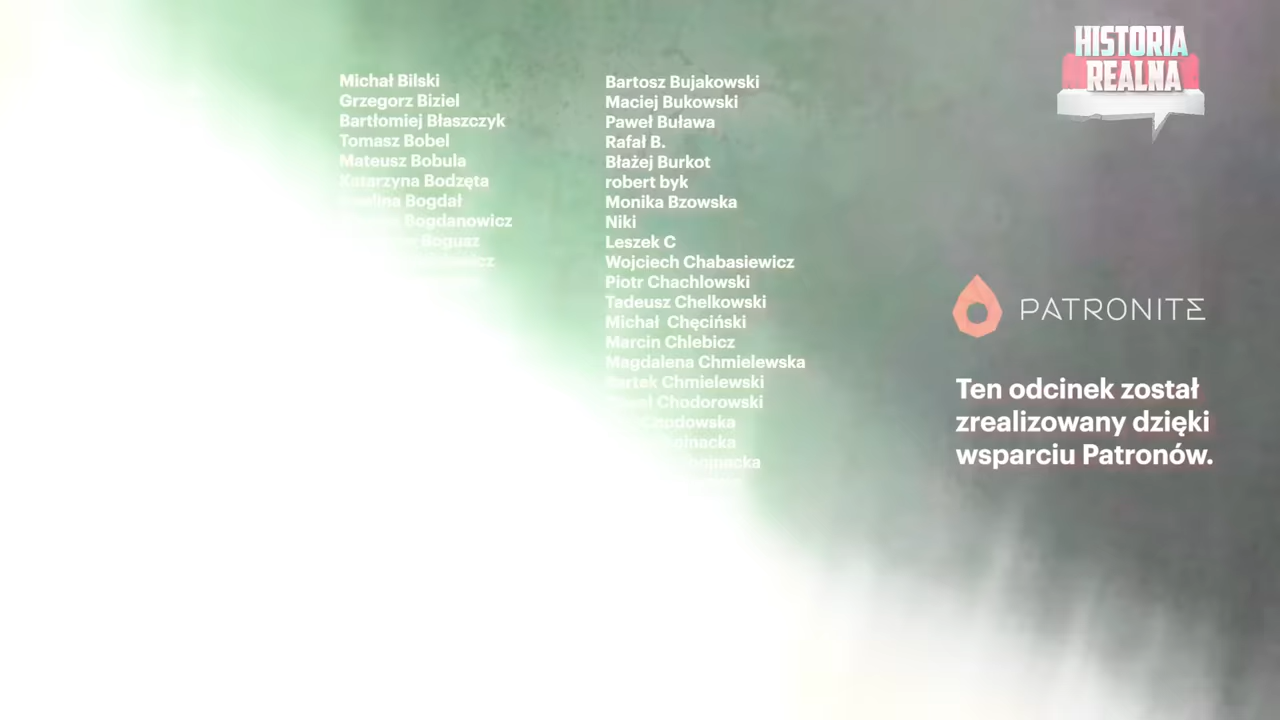 Michał Bilski
Grzegorz Biziel
Bartłomiej Błaszczyk
Tomasz Bobel
Mateusz Bobula
Katarzyna Bodzęta
Bogdał
Bogdanowicz
Bogusz
Bartosz Bujakowski
Maciej Bukowski
Paweł Buława
Rafał B.
Błażej Burkot
robert byk
Monika Bzowska
Niki
Leszek C
Wojciech Chabasiewicz
Piotr Chachlowski
Tadeusz Chelkowski
Michał Chęciński
Marcin Chlebicz
Magdalena Chmielewska
Bartek Chmielewski
Chodorowski
Chodowska
HISTORIA
REALNA
PATRONITE
Ten odcinek został
zrealizowany dzięki
wsparciu Patronów.